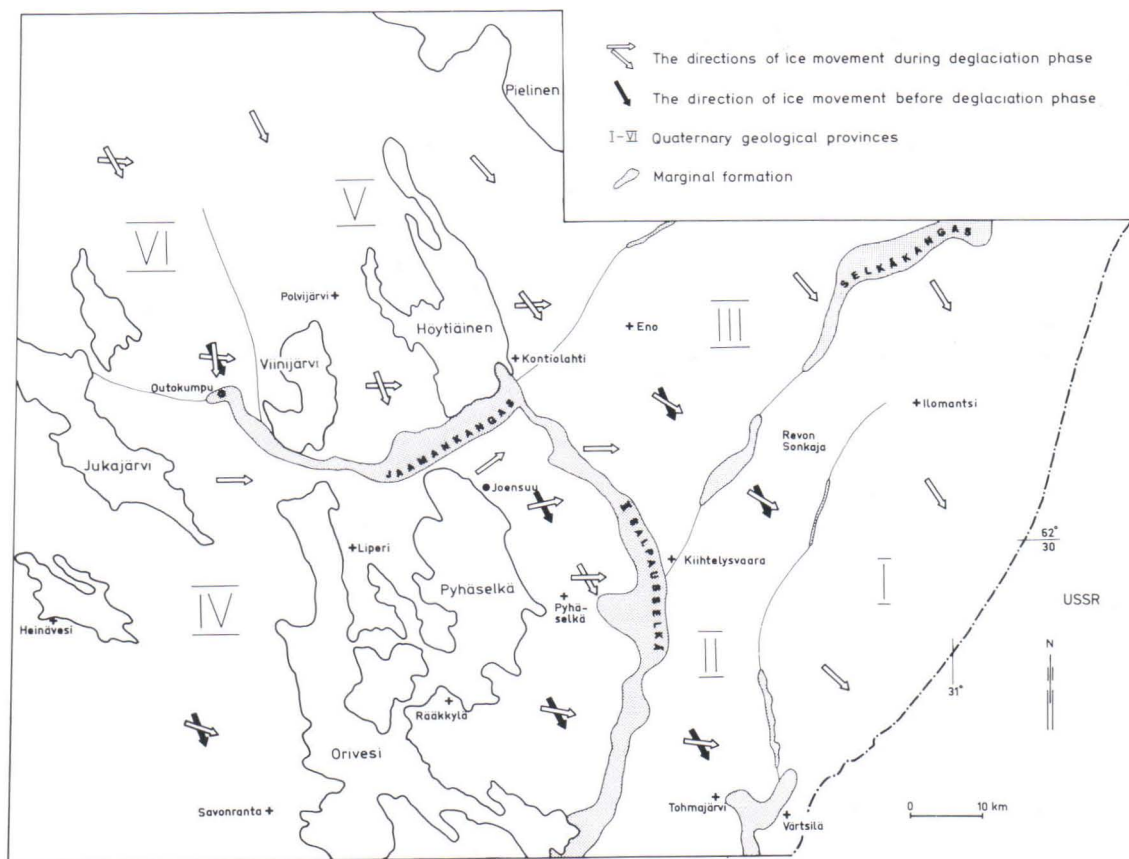 Pielinen
The directions of ice movement during deglaciation phase
The direction of ice movement before deglaciation phase
I-VI Quaternary geological provinces
Marginal formation
V
VI
SELKÄKANGAS
Polvijärvi
Höytiäinen
III
Eno
Viinijärvi
Kontiolahti
Outokumpu
Ilomantsi
JAAMANKANGAS
Revon
Sonkaja
Jukajärvi
Joensuu
II SALPAUSSELKÄ
62°
30
Liperi
Kiihtelysvaara
Pyhäselkä
I
USSR
IV
Pyhä-
selkä
Heinävesi
II
N
31°
Rääkkylä
Orivesi
Savonranta
Tohmajärvi
Värtsilä
0 10 km